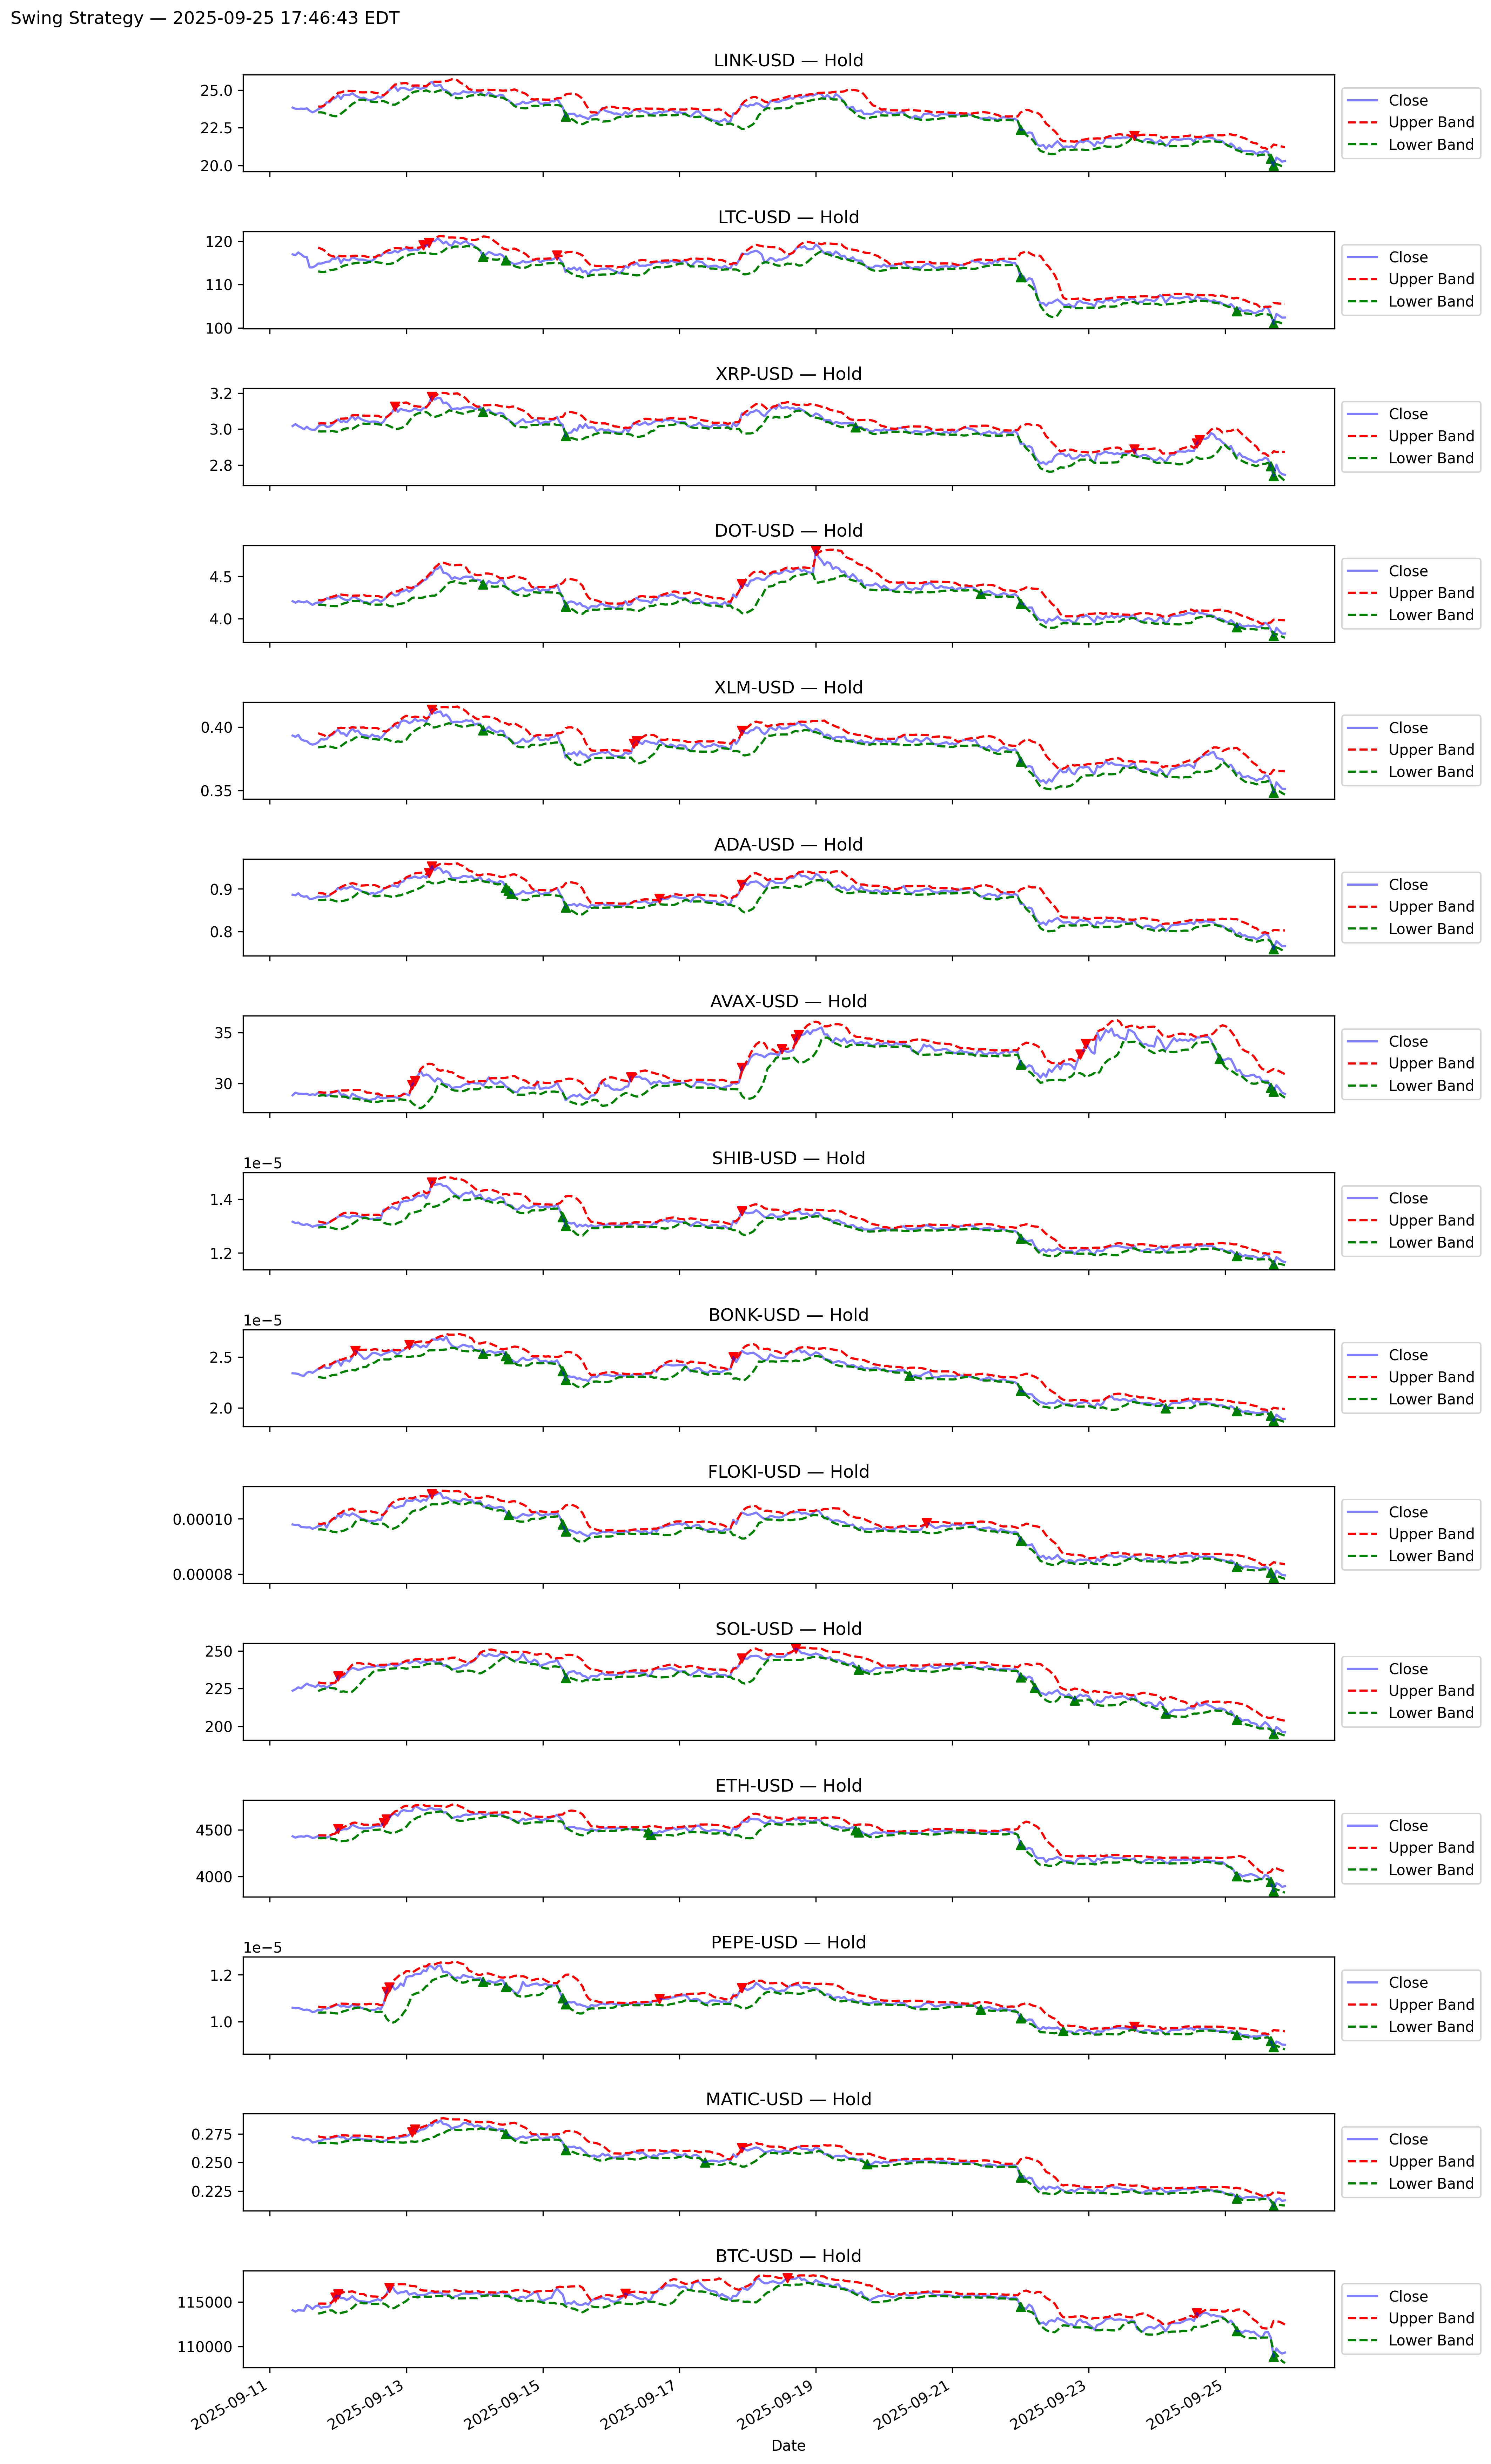 Swing Strategy — 2025-09-25 17:46:43 EDT
LINK-USD — Hold
25.0
22.5
20.0
Close
Upper Band
Lower Band
LTC-USD — Hold
120
110
100
Close
Upper Band
Lower Band
XRP-USD — Hold
3.2
3.0
2.8
Close
Upper Band
Lower Band
DOT-USD — Hold
4.5
4.0
Close
Upper Band
Lower Band
XLM-USD — Hold
0.40
0.35
Close
Upper Band
Lower Band
ADA-USD — Hold
0.9
0.8
Close
Upper Band
Lower Band
AVAX-USD — Hold
35
30
Close
Upper Band
Lower Band
SHIB-USD — Hold
1e−5
1.4
1.2
Close
Upper Band
Lower Band
BONK-USD — Hold
1e−5
2.5
2.0
Close
Upper Band
Lower Band
FLOKI-USD — Hold
0.00010
0.00008
Close
Upper Band
Lower Band
SOL-USD — Hold
250
225
200
Close
Upper Band
Lower Band
ETH-USD — Hold
4500
4000
Close
Upper Band
Lower Band
PEPE-USD — Hold
1e−5
1.2
1.0
Close
Upper Band
Lower Band
MATIC-USD — Hold
0.275
0.250
0.225
Close
Upper Band
Lower Band
BTC-USD — Hold
115000
110000
Close
Upper Band
Lower Band
2025-09-11
2025-09-13
2025-09-15
2025-09-17
2025-09-19
2025-09-21
2025-09-23
2025-09-25
Date